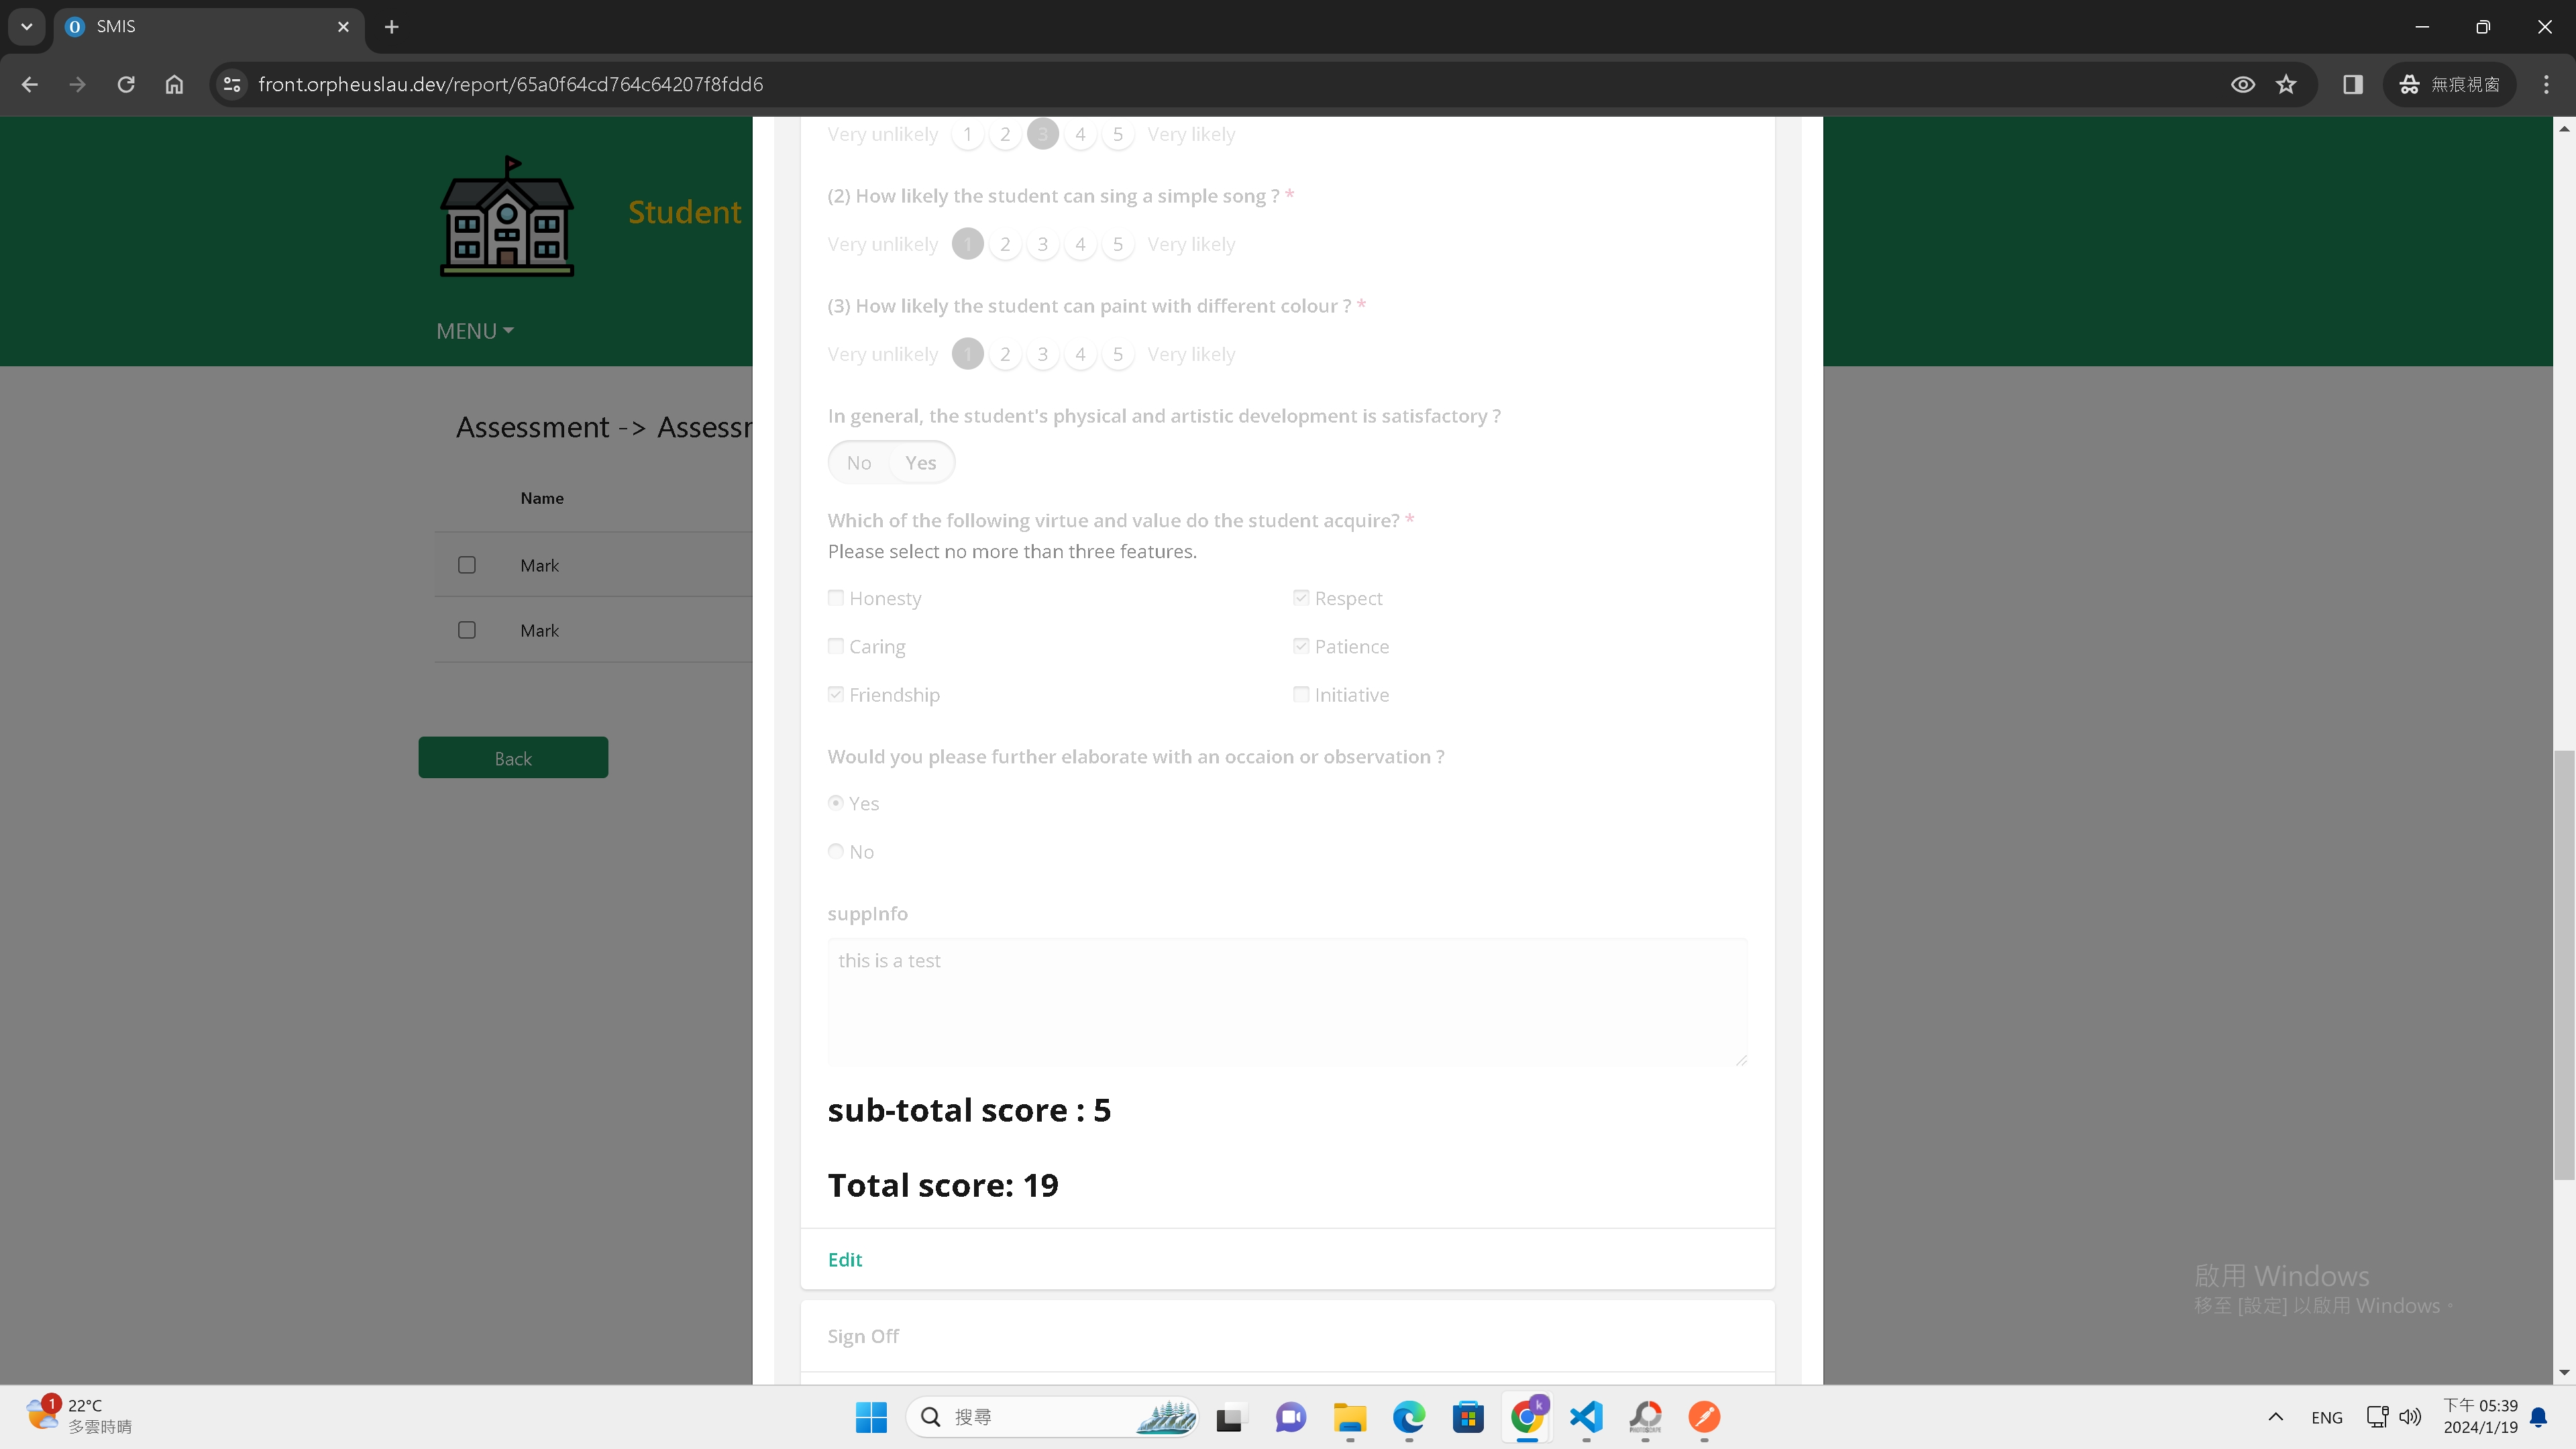 SMIS
front.orpheuslau.dev/report/65a0f64cd764c64207f8fdd6
無痕視窗
Student
MENU
Assessment -> Assessr
Name
Mark
Mark
Back
Very unlikely 1 2 3 4 5 Very likely
(2) How likely the student can sing a simple song ? *
Very unlikely 1 2 3 4 5 Very likely
(3) How likely the student can paint with different colour ? *
Very unlikely 1 2 3 4 5 Very likely
In general, the student's physical and artistic development is satisfactory ?
No Yes
Which of the following virtue and value do the student acquire? *
Please select no more than three features.
Honesty Respect
Caring Patience
Friendship Initiative
Would you please further elaborate with an occaion or observation ?
Yes
No
suppInfo
this is a test
sub-total score : 5
Total score: 19
Edit
Sign Off
啟用 Windows
移至 [設定] 以啟用 Windows。
1
22°C
多雲時晴
搜尋
k
PHOTOSCAPE
ENG
下午 05:39
2024/1/19